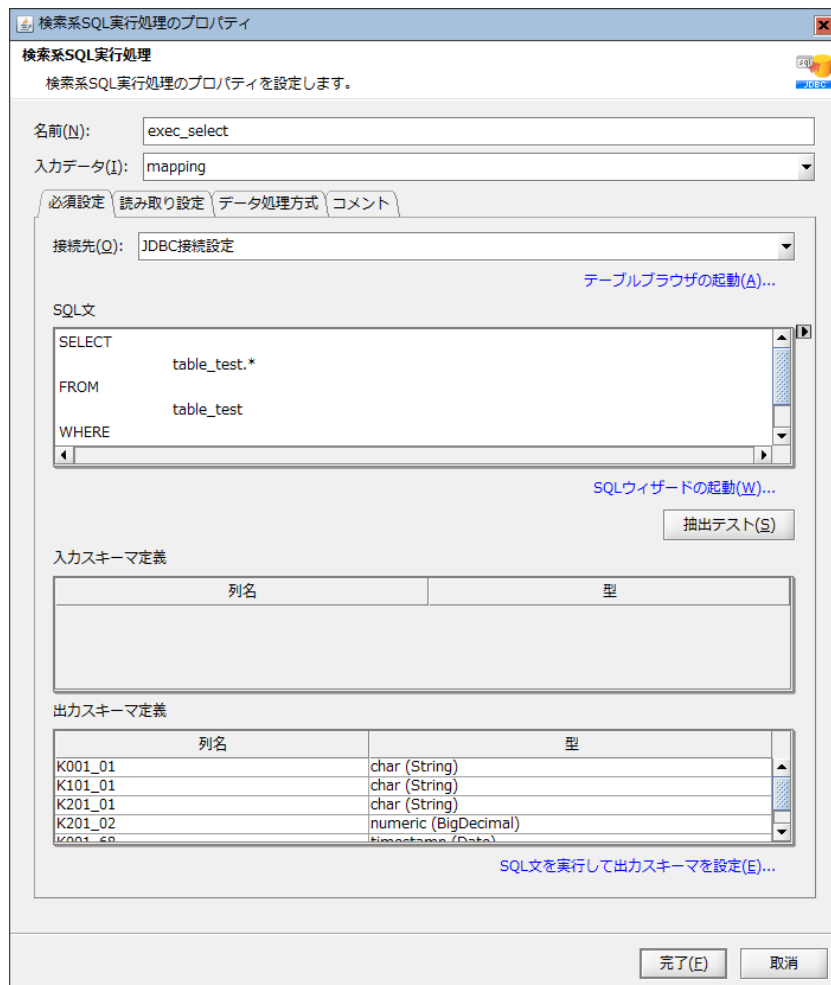 検索系SQL実行処理のプロパティ
検索系SQL実行処理
検索系SQL実行処理のプロパティを設定します。
sql
JDBC
名前(N): exec_select
入力データ(I): mapping
必須設定 読み取り設定 データ処理方式 コメント
接続先(O): JDBC接続設定
テーブルブラウザの起動(A)...
SQL文
SELECT
table_test.*
FROM
table_test
WHERE
SQLウィザードの起動(W)...
抽出テスト(S)
入力スキーマ定義
列名 型
出力スキーマ定義
列名 型
K001_01 char (String)
K101_01 char (String)
K201_01 char (String)
K201_02 numeric (BigDecimal)
K001_68 timestamp (Date)
SQL文を実行して出力スキーマを設定(E)...
完了(F) 取消